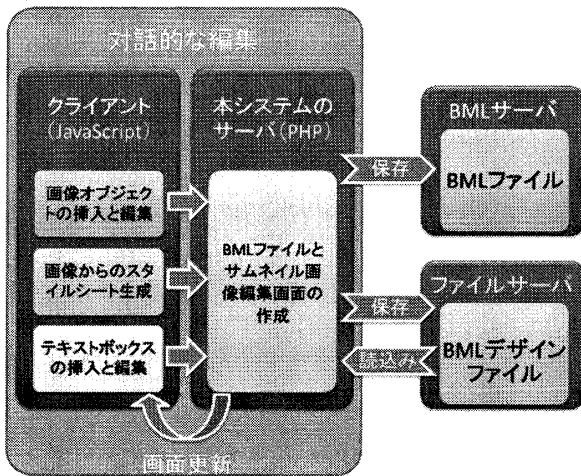 対話的な編集
クライアント
(JavaScript)
画像オブジェク
トの挿入と編集
画像からのスタ
イルシート生成
テキストボックス
の挿入と編集
本システムの
サーバ(PHP)
BMLファイルと
サムネイル画
像編集画面の
作成
画面更新
保存
BMLサーバ
BMLファイル
保存
読込み
ファイルサーバ
BMLデザイン
ファイル